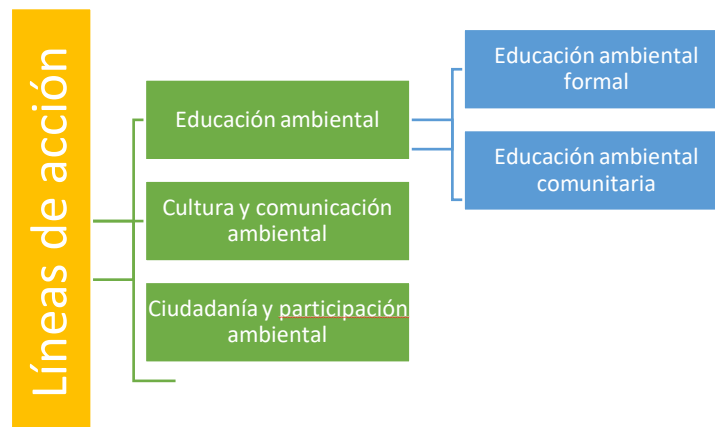 Líneas de acción
Educación ambiental
Cultura y comunicación
ambiental
Ciudadanía y participación
ambiental
Educación ambiental
formal
Educación ambiental
comunitaria